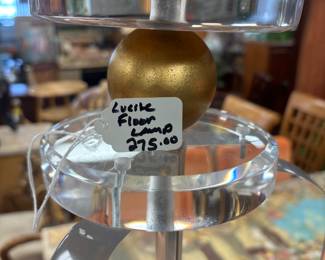 Lucite
Floor
Lamp
275.00